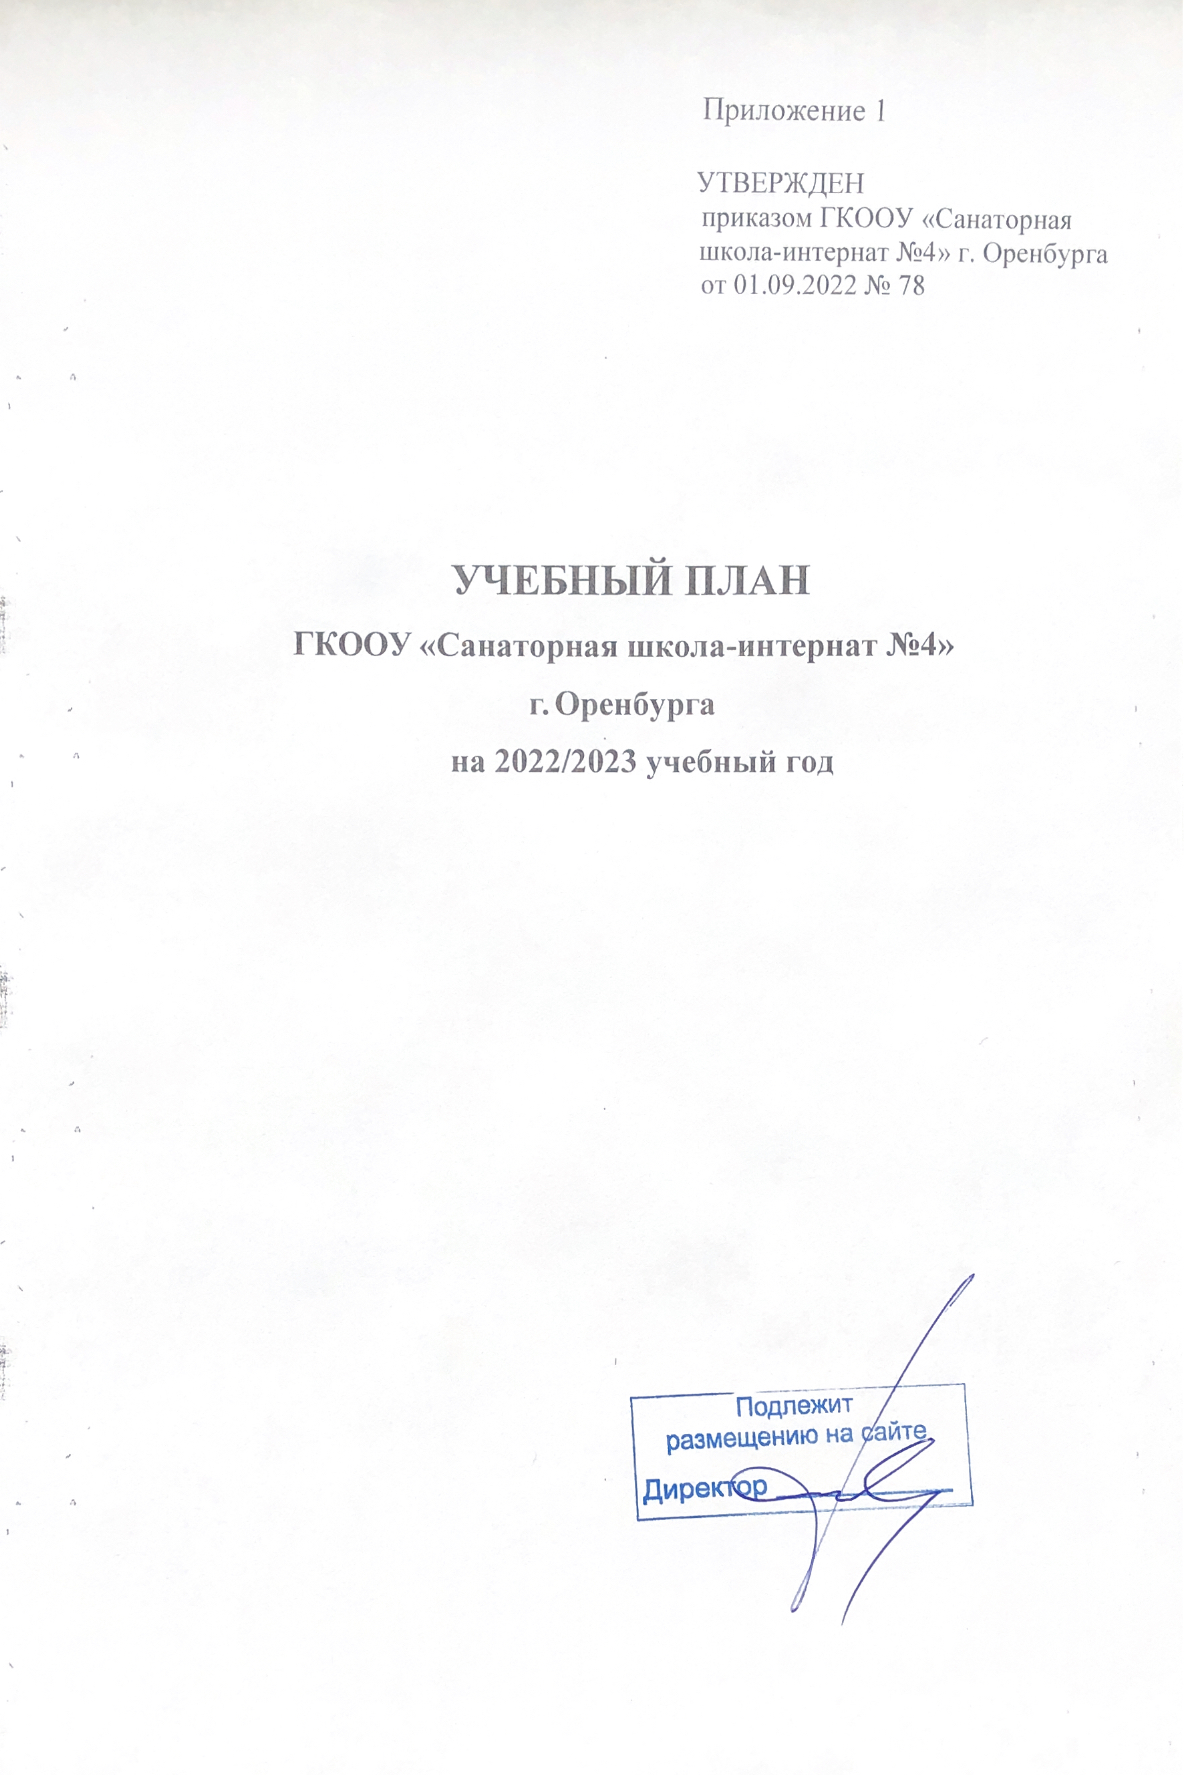 Приложение 1
УТВЕРЖДЕН
приказом ГКООУ «Санаторная
школа-интернат №4» г. Оренбурга
от 01.09.2022 № 78
УЧЕБНЫЙ ПЛАН
ГКООУ «Санаторная школа-интернат №4»
г. Оренбурга
на 2022/2023 учебный год
Подлежит
размещению на сайте
Директор